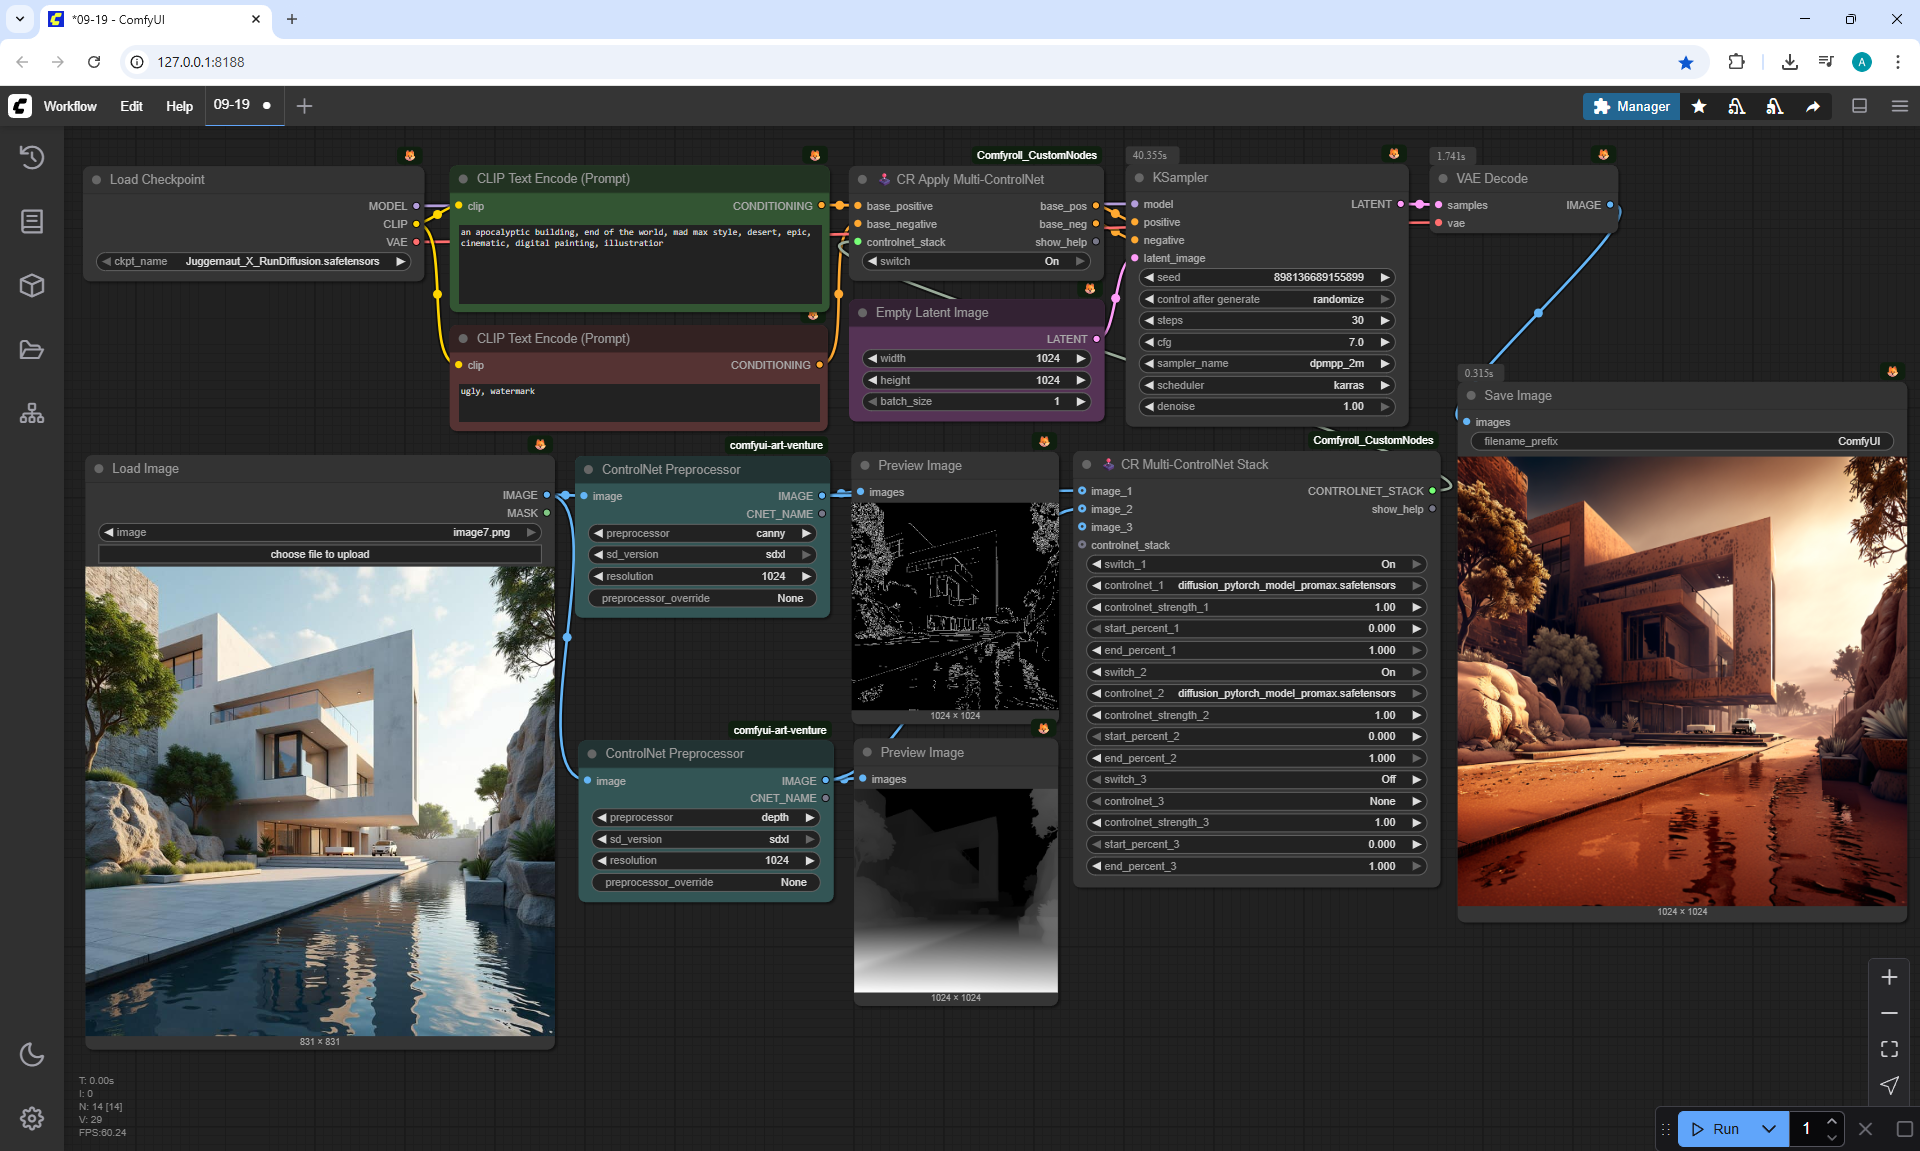 *09-19 - ComfyUI
127.0.0.1:8188
A
Workflow
Edit
Help
09-19
Manager
Load Checkpoint
MODEL
CLIP
VAE
ckpt_name
Juggernaut_X_RunDiffusion.safetensors
CLIP Text Encode (Prompt)
clip
CONDITIONING
an apocalyptic building, end of the world, mad max style, desert, epic,
cinematic, digital painting, illustratior
CLIP Text Encode (Prompt)
clip
CONDITIONING
ugly, watermark
Comfyroll_CustomNodes
CR Apply Multi-ControlNet
base_positive
base_pos
base_negative
base_neg
controlnet_stack
show_help
switch
On
Empty Latent Image
LATENT
width
1024
height
1024
batch_size
1
40.355s
KSampler
model
LATENT
positive
negative
latent_image
seed
898136689155899
control after generate
randomize
steps
30
cfg
7.0
sampler_name
dpmpp_2m
scheduler
karras
denoise
1.00
1.741s
VAE Decode
samples
IMAGE
vae
0.315s
Save Image
images
filename_prefix
ComfyUI
1024 × 1024
Load Image
IMAGE
MASK
image
image7.png
choose file to upload
831 × 831
comfyui-art-venture
ControlNet Preprocessor
image
IMAGE
CNET_NAME
preprocessor
canny
sd_version
sdxl
resolution
1024
preprocessor_override
None
comfyui-art-venture
ControlNet Preprocessor
image
IMAGE
CNET_NAME
preprocessor
depth
sd_version
sdxl
resolution
1024
preprocessor_override
None
Preview Image
images
1024 × 1024
Preview Image
images
1024 × 1024
Comfyroll_CustomNodes
CR Multi-ControlNet Stack
image_1
CONTROLNET_STACK
image_2
show_help
image_3
controlnet_stack
switch_1
On
controlnet_1
diffusion_pytorch_model_promax.safetensors
controlnet_strength_1
1.00
start_percent_1
0.000
end_percent_1
1.000
switch_2
On
controlnet_2
diffusion_pytorch_model_promax.safetensors
controlnet_strength_2
1.00
start_percent_2
0.000
end_percent_2
1.000
switch_3
Off
controlnet_3
None
controlnet_strength_3
1.00
start_percent_3
0.000
end_percent_3
1.000
T: 0.00s
I: 0
N: 14 [14]
V: 29
FPS:60.24
Run
1